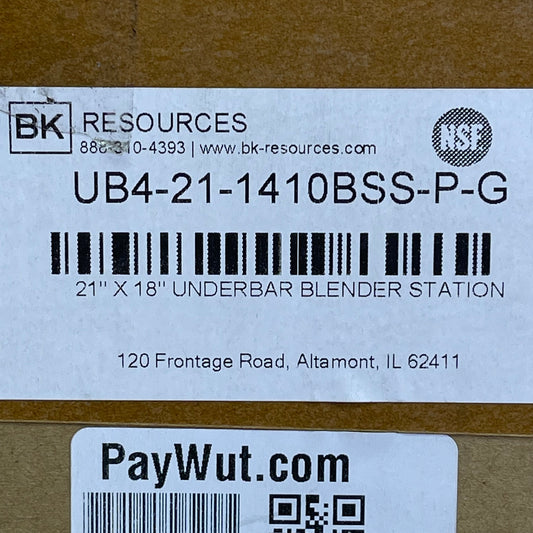 BK RESOURCES
888-310-4393 | www.bk-resources.com
NSF
UB4-21-1410BSS-P-G
21" X 18" UNDERBAR BLENDER STATION
120 Frontage Road, Altamont, IL 62411
PayWut.com